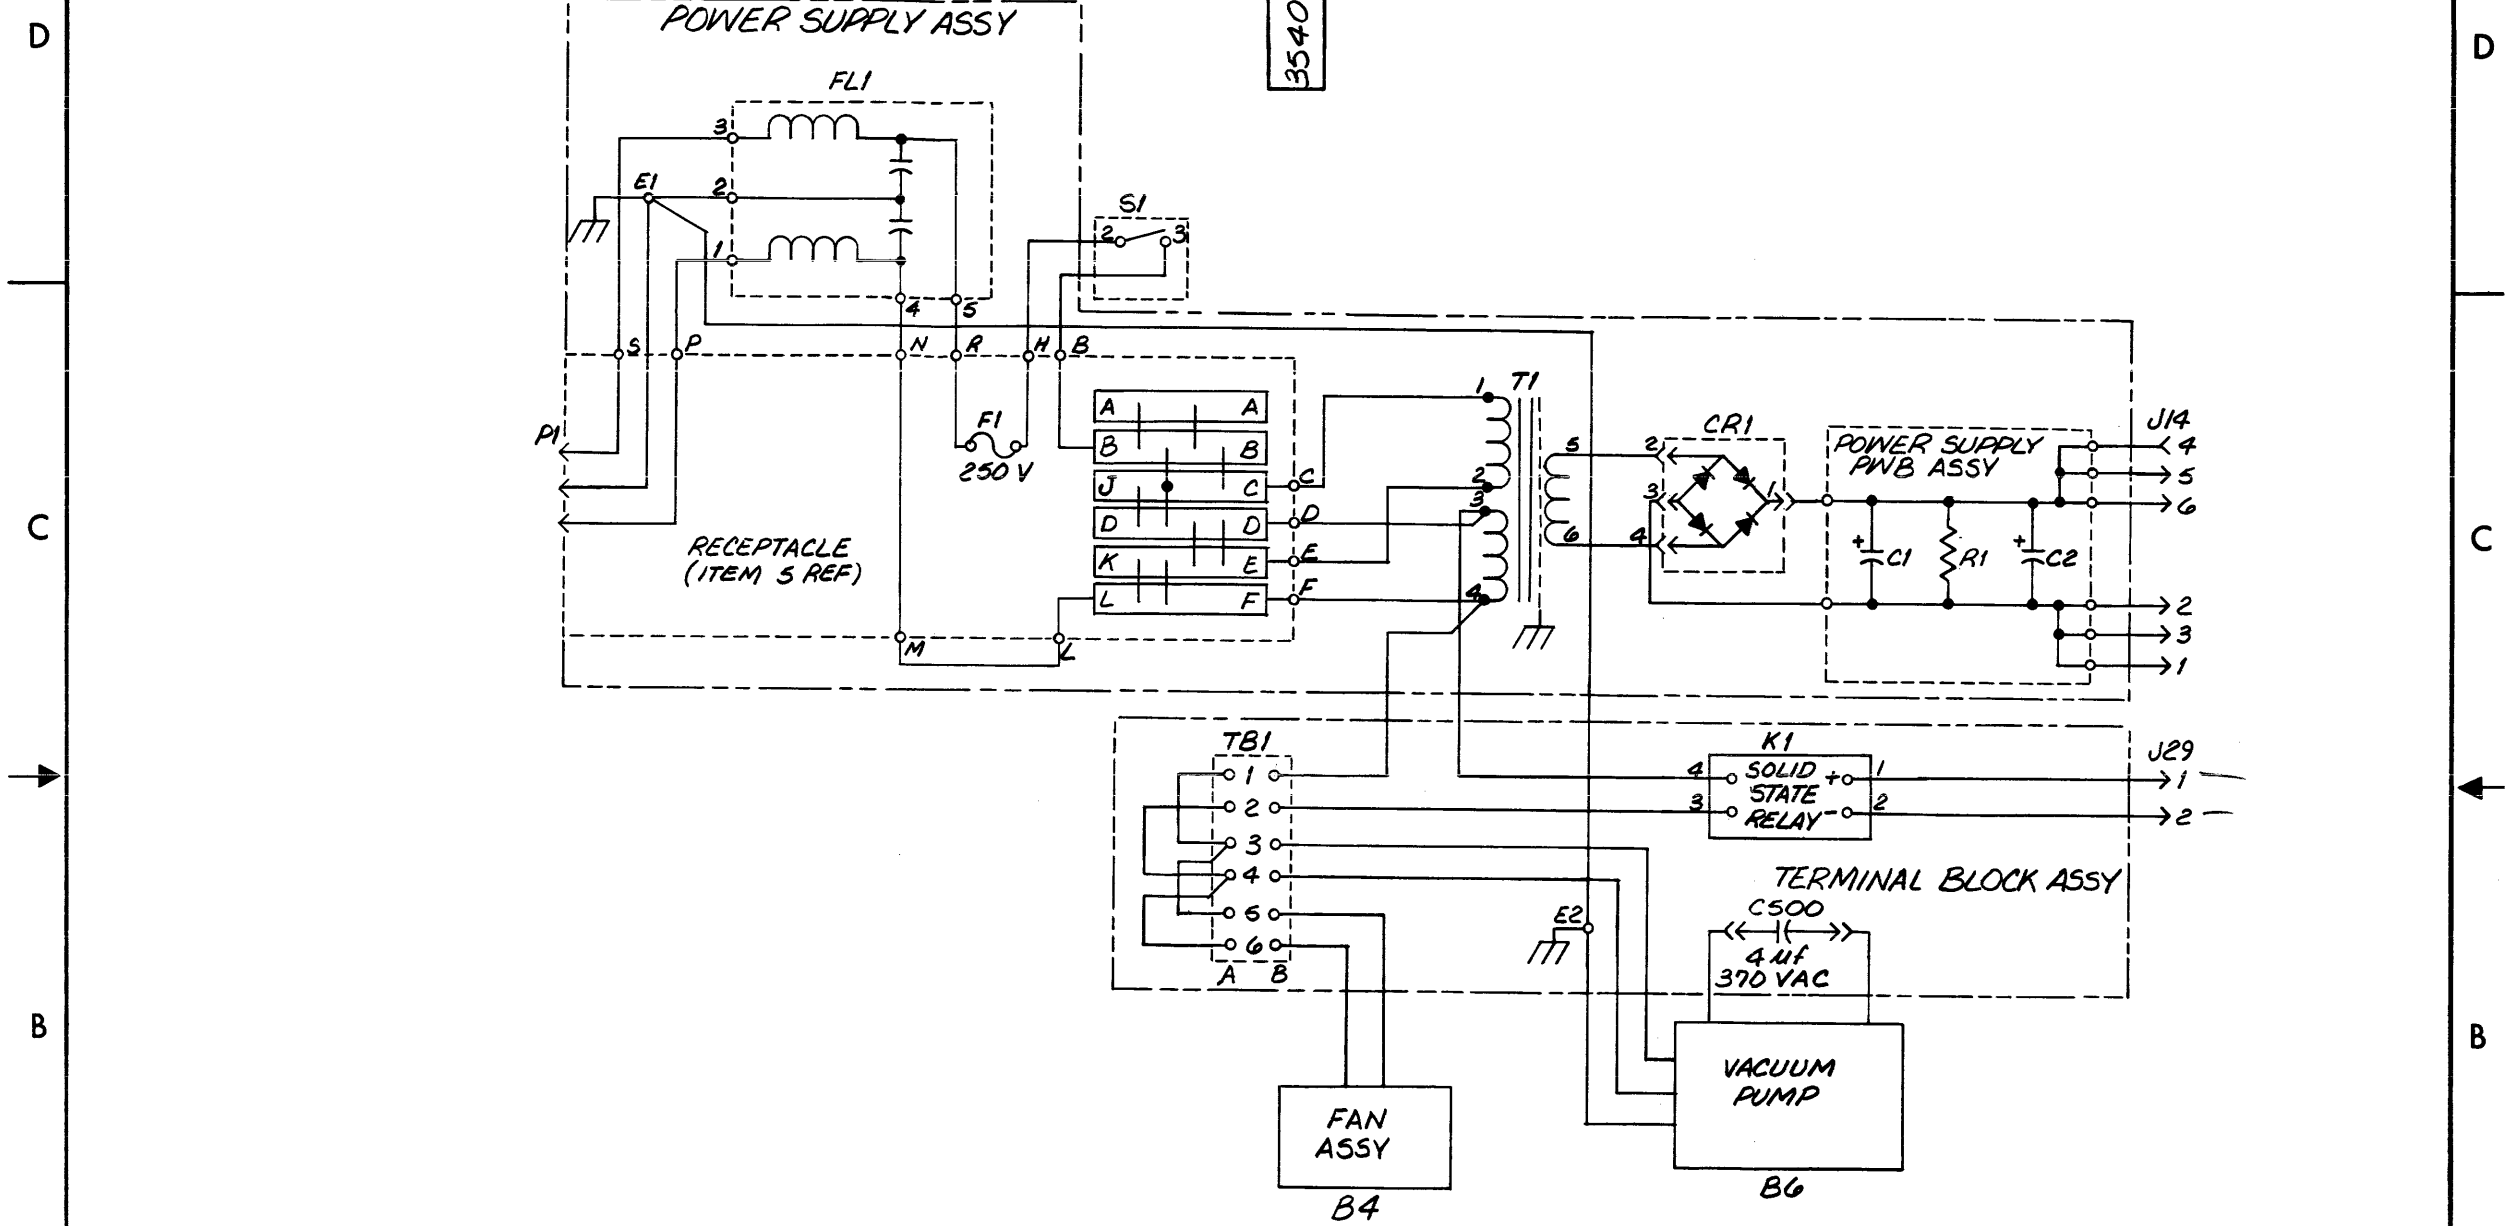 D
POWER SUPPLY ASSY
3540
D
FL1
3
E1
2
1
4
5
S1
2
3
S
P
N
R
H
B
P1
F1
250 V
RECEPTACLE
(ITEM 5 REF)
A A
B B
J C
D D
K E
L F
C
D
E
F
M
L
1
T1
2
3
4
5
6
CR1
2
3
1
4
POWER SUPPLY
PWB ASSY
+
C1
R1
+
C2
J14
4
5
6
2
3
1
C
C
TB1
1
2
3
4
5
6
A B
K1
4
3
SOLID
STATE
RELAY
+
-
1
2
J29
1
2
TERMINAL BLOCK ASSY
E2
C500
4 µf
370 VAC
B
B
VACUUM
PUMP
B6
FAN
ASSY
B4